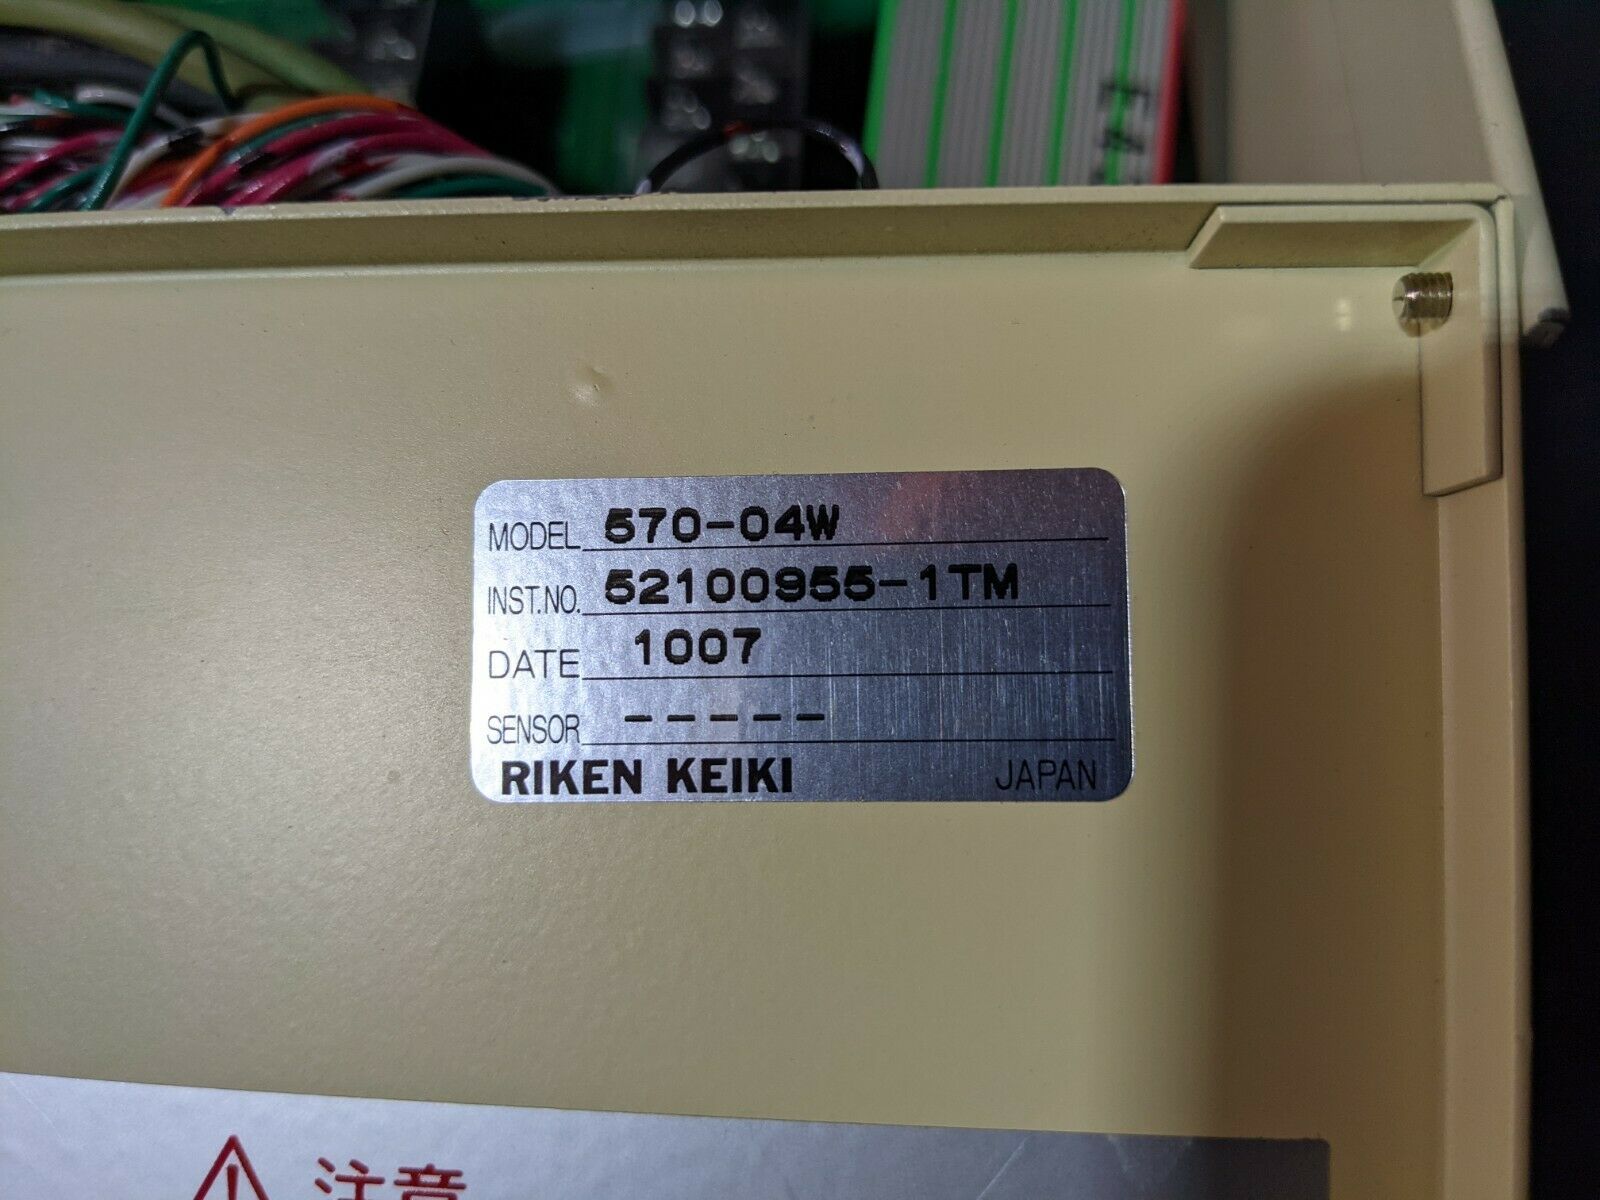 MODEL 570-04W
INST.NO. 52100955-1TM
DATE 1007
SENSOR -----
RIKEN KEIKI JAPAN
注意